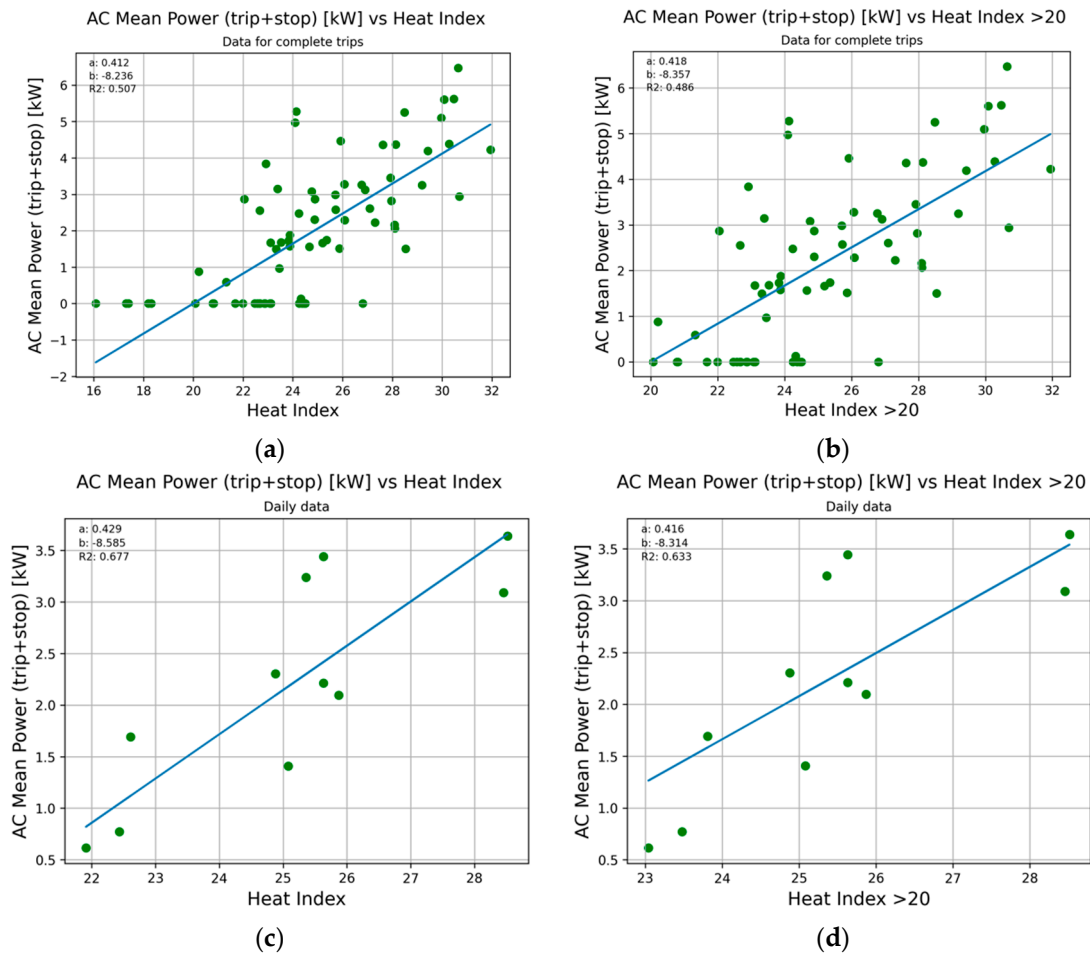 AC Mean Power (trip+stop) [kW] vs Heat Index
Data for complete trips
a: 0.412
b: -8.236
R2: 0.507
AC Mean Power (trip+stop) [kW]
6
5
4
3
2
1
0
−1
−2
16
18
20
22
24
26
28
30
32
Heat Index
(a)
AC Mean Power (trip+stop) [kW] vs Heat Index >20
Data for complete trips
a: 0.418
b: -8.357
R2: 0.486
AC Mean Power (trip+stop) [kW]
6
5
4
3
2
1
0
20
22
24
26
28
30
32
Heat Index >20
(b)
AC Mean Power (trip+stop) [kW] vs Heat Index
Daily data
a: 0.429
b: -8.585
R2: 0.677
AC Mean Power (trip+stop) [kW]
3.5
3.0
2.5
2.0
1.5
1.0
0.5
22
23
24
25
26
27
28
Heat Index
(c)
AC Mean Power (trip+stop) [kW] vs Heat Index >20
Daily data
a: 0.416
b: -8.314
R2: 0.633
AC Mean Power (trip+stop) [kW]
3.5
3.0
2.5
2.0
1.5
1.0
0.5
23
24
25
26
27
28
Heat Index >20
(d)